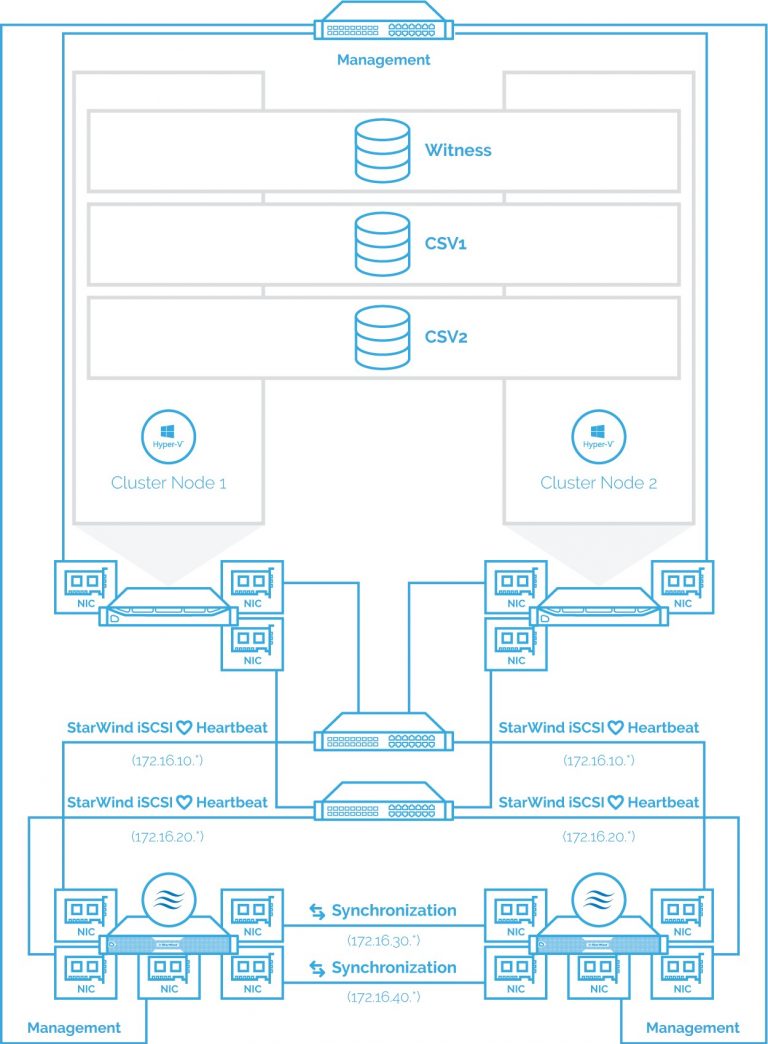 Management
Witness
CSV1
CSV2
Hyper-V
Hyper-V
Cluster Node 1
Cluster Node 2
NIC
NIC
NIC
NIC
NIC
NIC
StarWind iSCSI Heartbeat
StarWind iSCSI Heartbeat
(172.16.10.*)
(172.16.10.*)
StarWind iSCSI Heartbeat
StarWind iSCSI Heartbeat
(172.16.20.*)
(172.16.20.*)
NIC
NIC
Synchronization
NIC
NIC
(172.16.30.*)
StarWind
StarWind
NIC
NIC
NIC
Synchronization
NIC
NIC
NIC
(172.16.40.*)
Management
Management